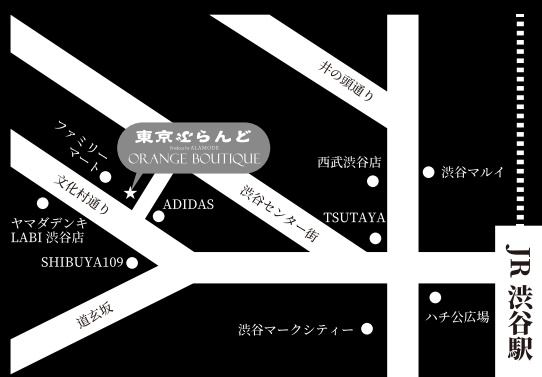 井の頭通り
ファミリー
マート
東京ぶらんど
Produce by ALAMODE
ORANGE BOUTIQUE
西武渋谷店
渋谷マルイ
文化村通り
渋谷センター街
ADIDAS
TSUTAYA
ヤマダデンキ
LABI 渋谷店
SHIBUYA109
JR 渋谷駅
道玄坂
渋谷マークシティー
ハチ公広場